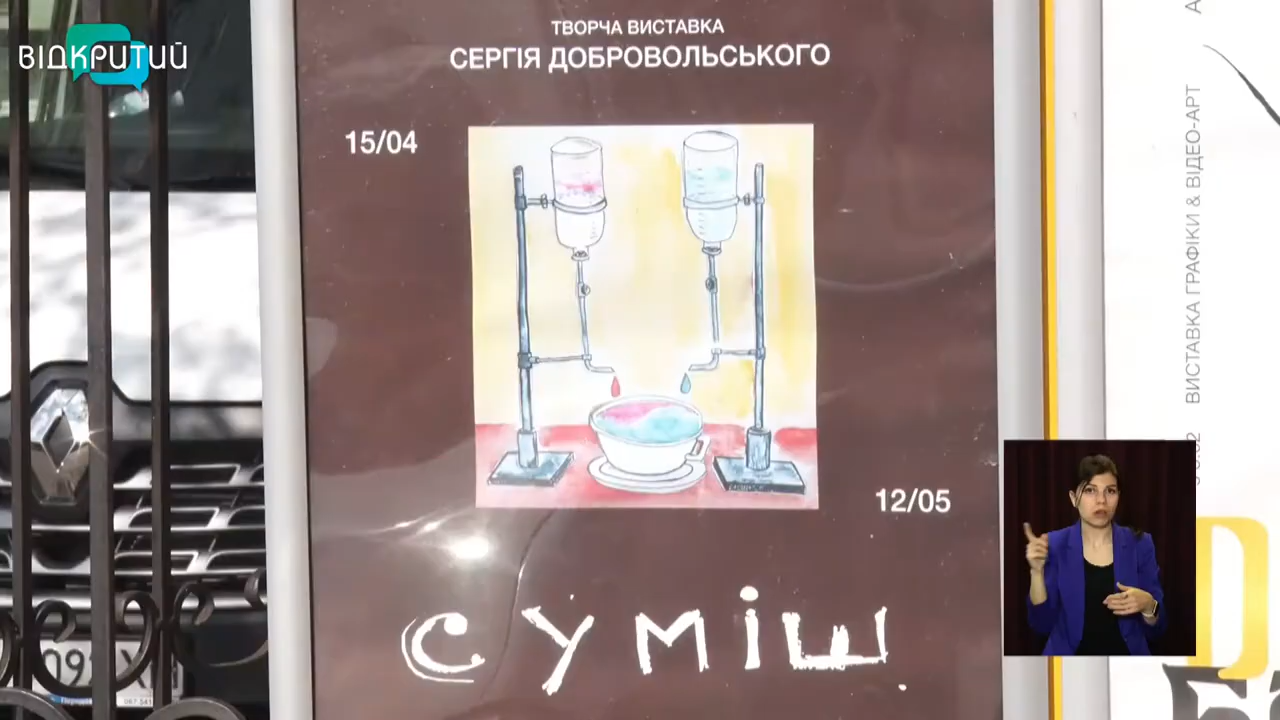 ВІДКРИТИЙ
ТВОРЧА ВИСТАВКА
СЕРГІЯ ДОБРОВОЛЬСЬКОГО
15/04
12/05
суміш.
ВИСТАВКА ГРАФІКИ & ВІДЕО-АРТ